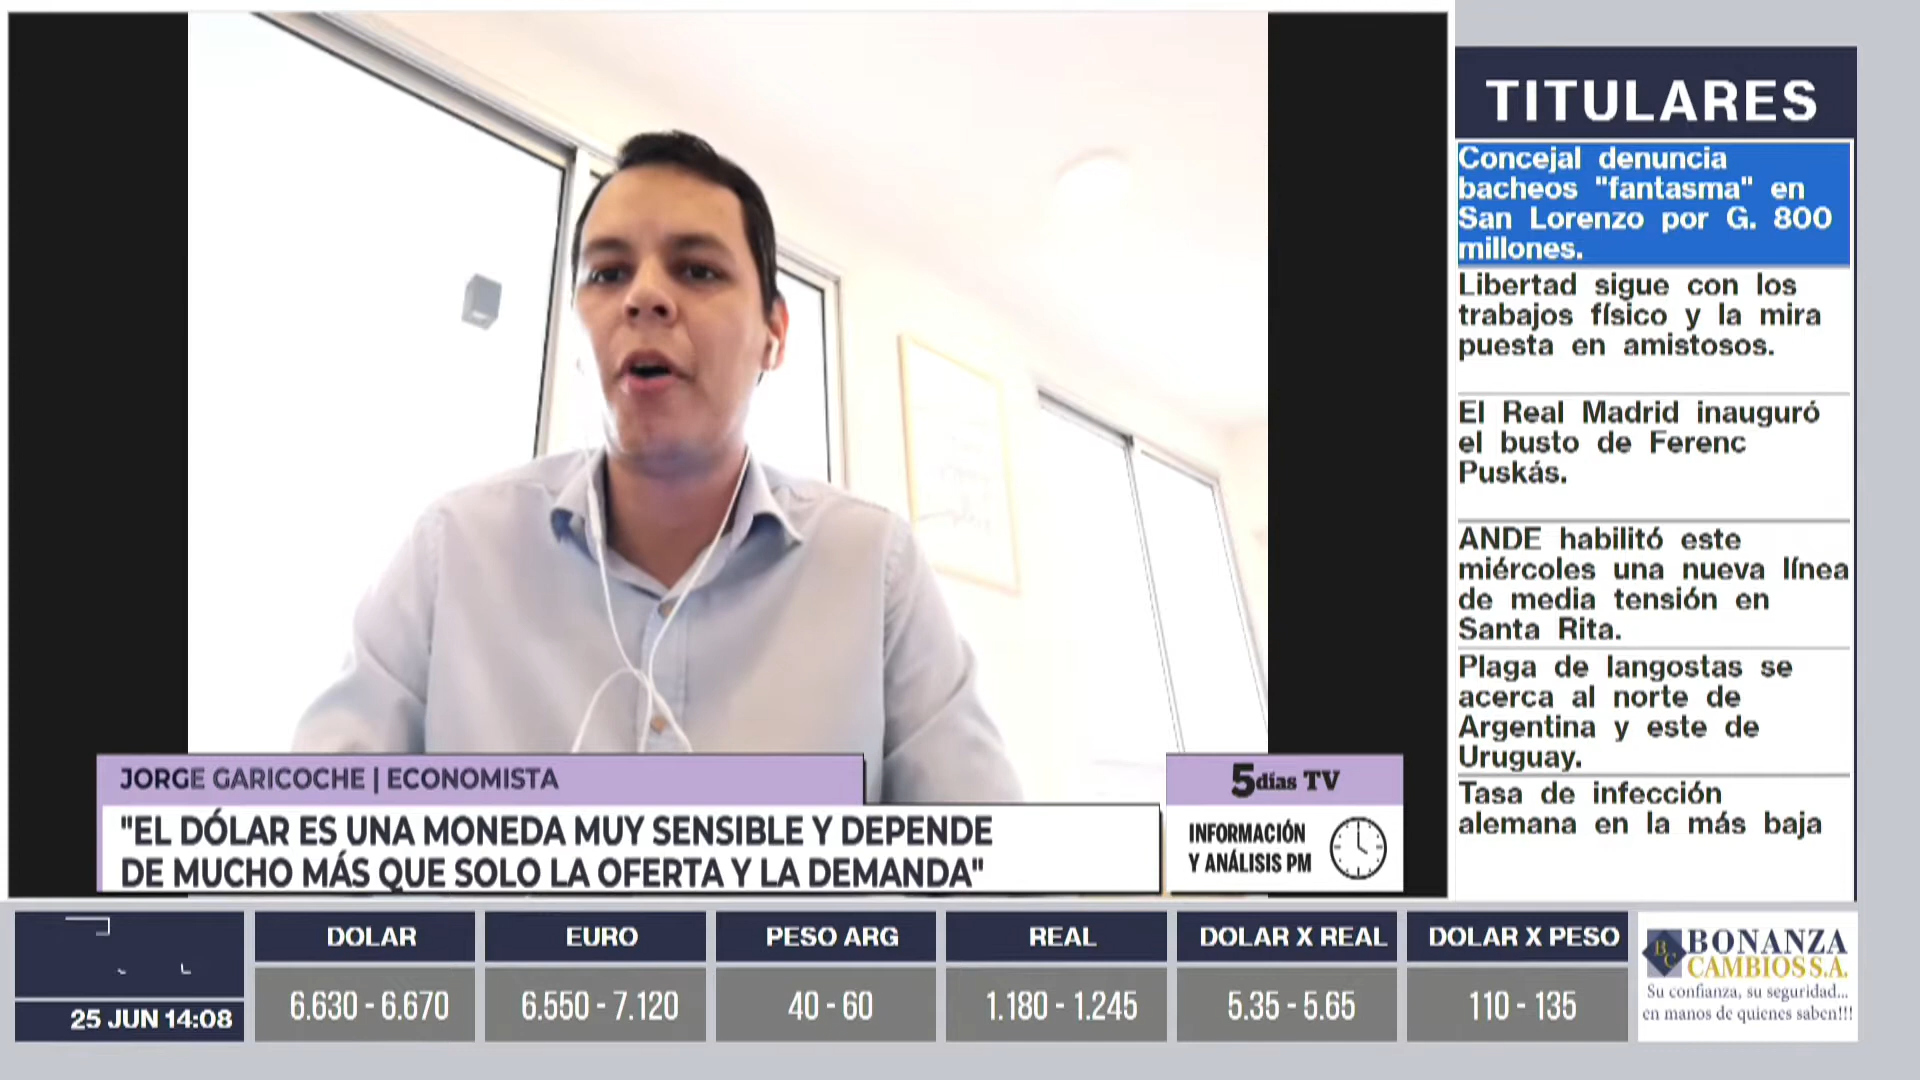 TITULARES
Concejal denuncia
bacheos "fantasma" en
San Lorenzo por G. 800
millones.
Libertad sigue con los
trabajos físico y la mira
puesta en amistosos.
El Real Madrid inauguró
el busto de Ferenc
Puskás.
ANDE habilitó este
miércoles una nueva línea
de media tensión en
Santa Rita.
Plaga de langostas se
acerca al norte de
Argentina y este de
Uruguay.
Tasa de infección
alemana en la más baja
JORGE GARICOCHE | ECONOMISTA
"EL DÓLAR ES UNA MONEDA MUY SENSIBLE Y DEPENDE
DE MUCHO MÁS QUE SOLO LA OFERTA Y LA DEMANDA"
5días TV
INFORMACIÓN
Y ANÁLISIS PM
25 JUN 14:08
DOLAR
6.630 - 6.670
EURO
6.550 - 7.120
PESO ARG
40 - 60
REAL
1.180 - 1.245
DOLAR X REAL
5.35 - 5.65
DOLAR X PESO
110 - 135
BC
BONANZA
CAMBIOS S.A.
Su confianza, su seguridad...
en manos de quienes saben!!!